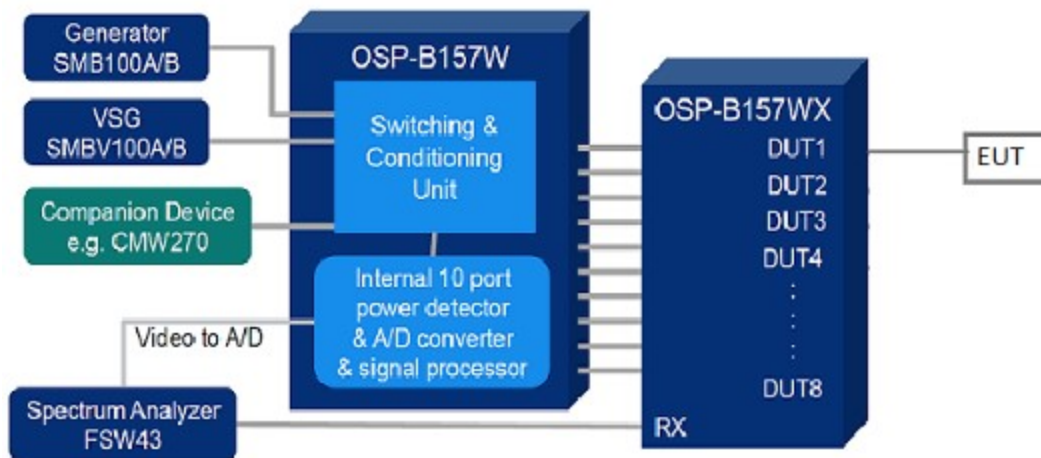 Generator
SMB100A/B
VSG
SMBV100A/B
Companion Device
e.g. CMW270
Video to A/D
Spectrum Analyzer
FSW43
OSP-B157W
Switching &
Conditioning
Unit
Internal 10 port
power detector
& A/D converter
& signal processor
OSP-B157WX
DUT1
DUT2
DUT3
DUT4
DUT8
RX
EUT